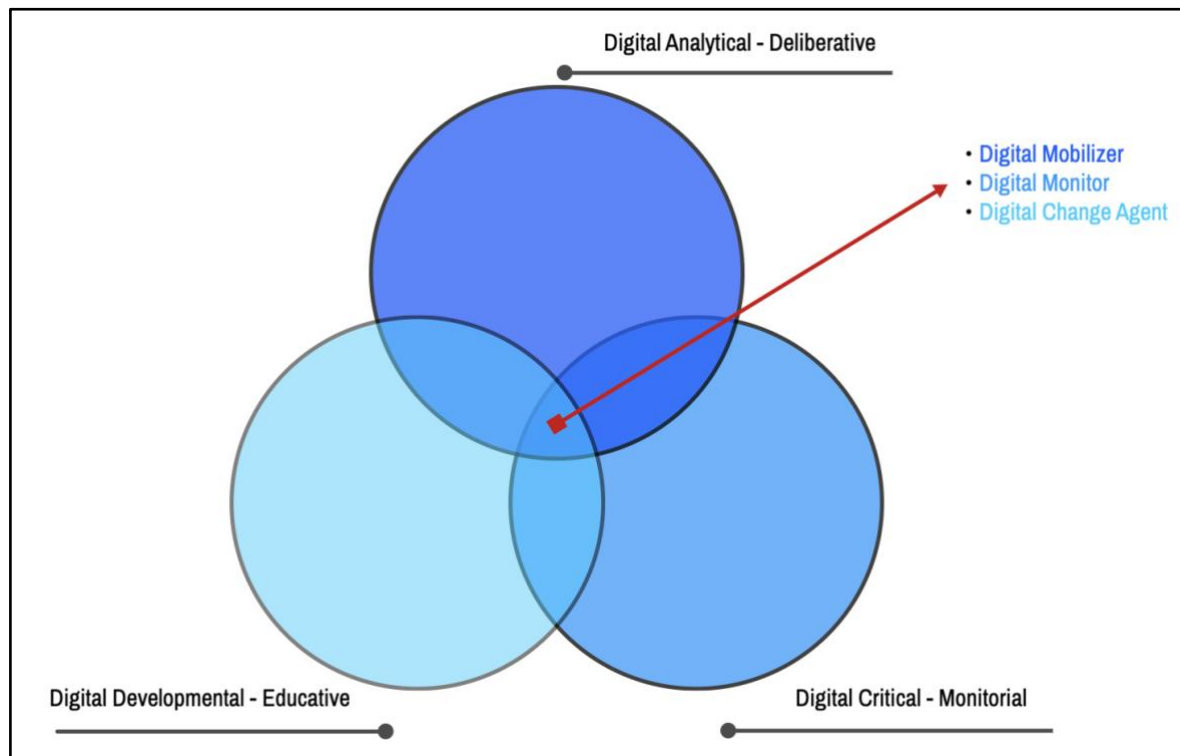 Digital Analytical - Deliberative
• Digital Mobilizer
• Digital Monitor
• Digital Change Agent
Digital Developmental - Educative
Digital Critical - Monitorial